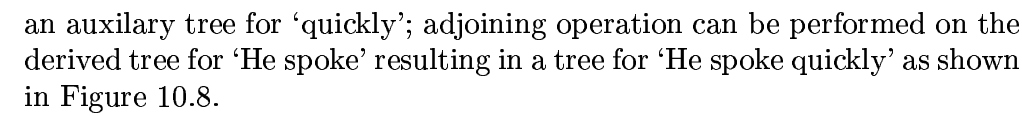 an auxilary tree for ‘quickly’; adjoining operation can be performed on the
derived tree for ‘He spoke’ resulting in a tree for ‘He spoke quickly’ as shown
in Figure 10.8.